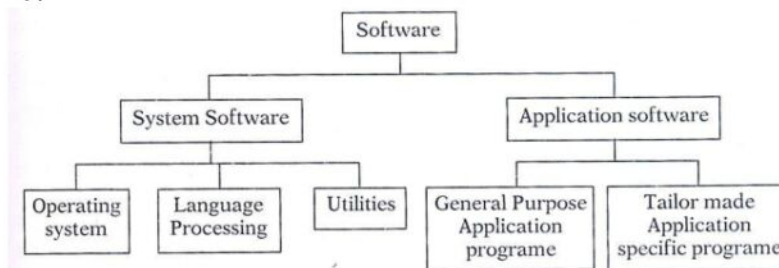 Software
System Software
Application software
Operating
system
Language
Processing
Utilities
General Purpose
Application
programe
Tailor made
Application
specific programe